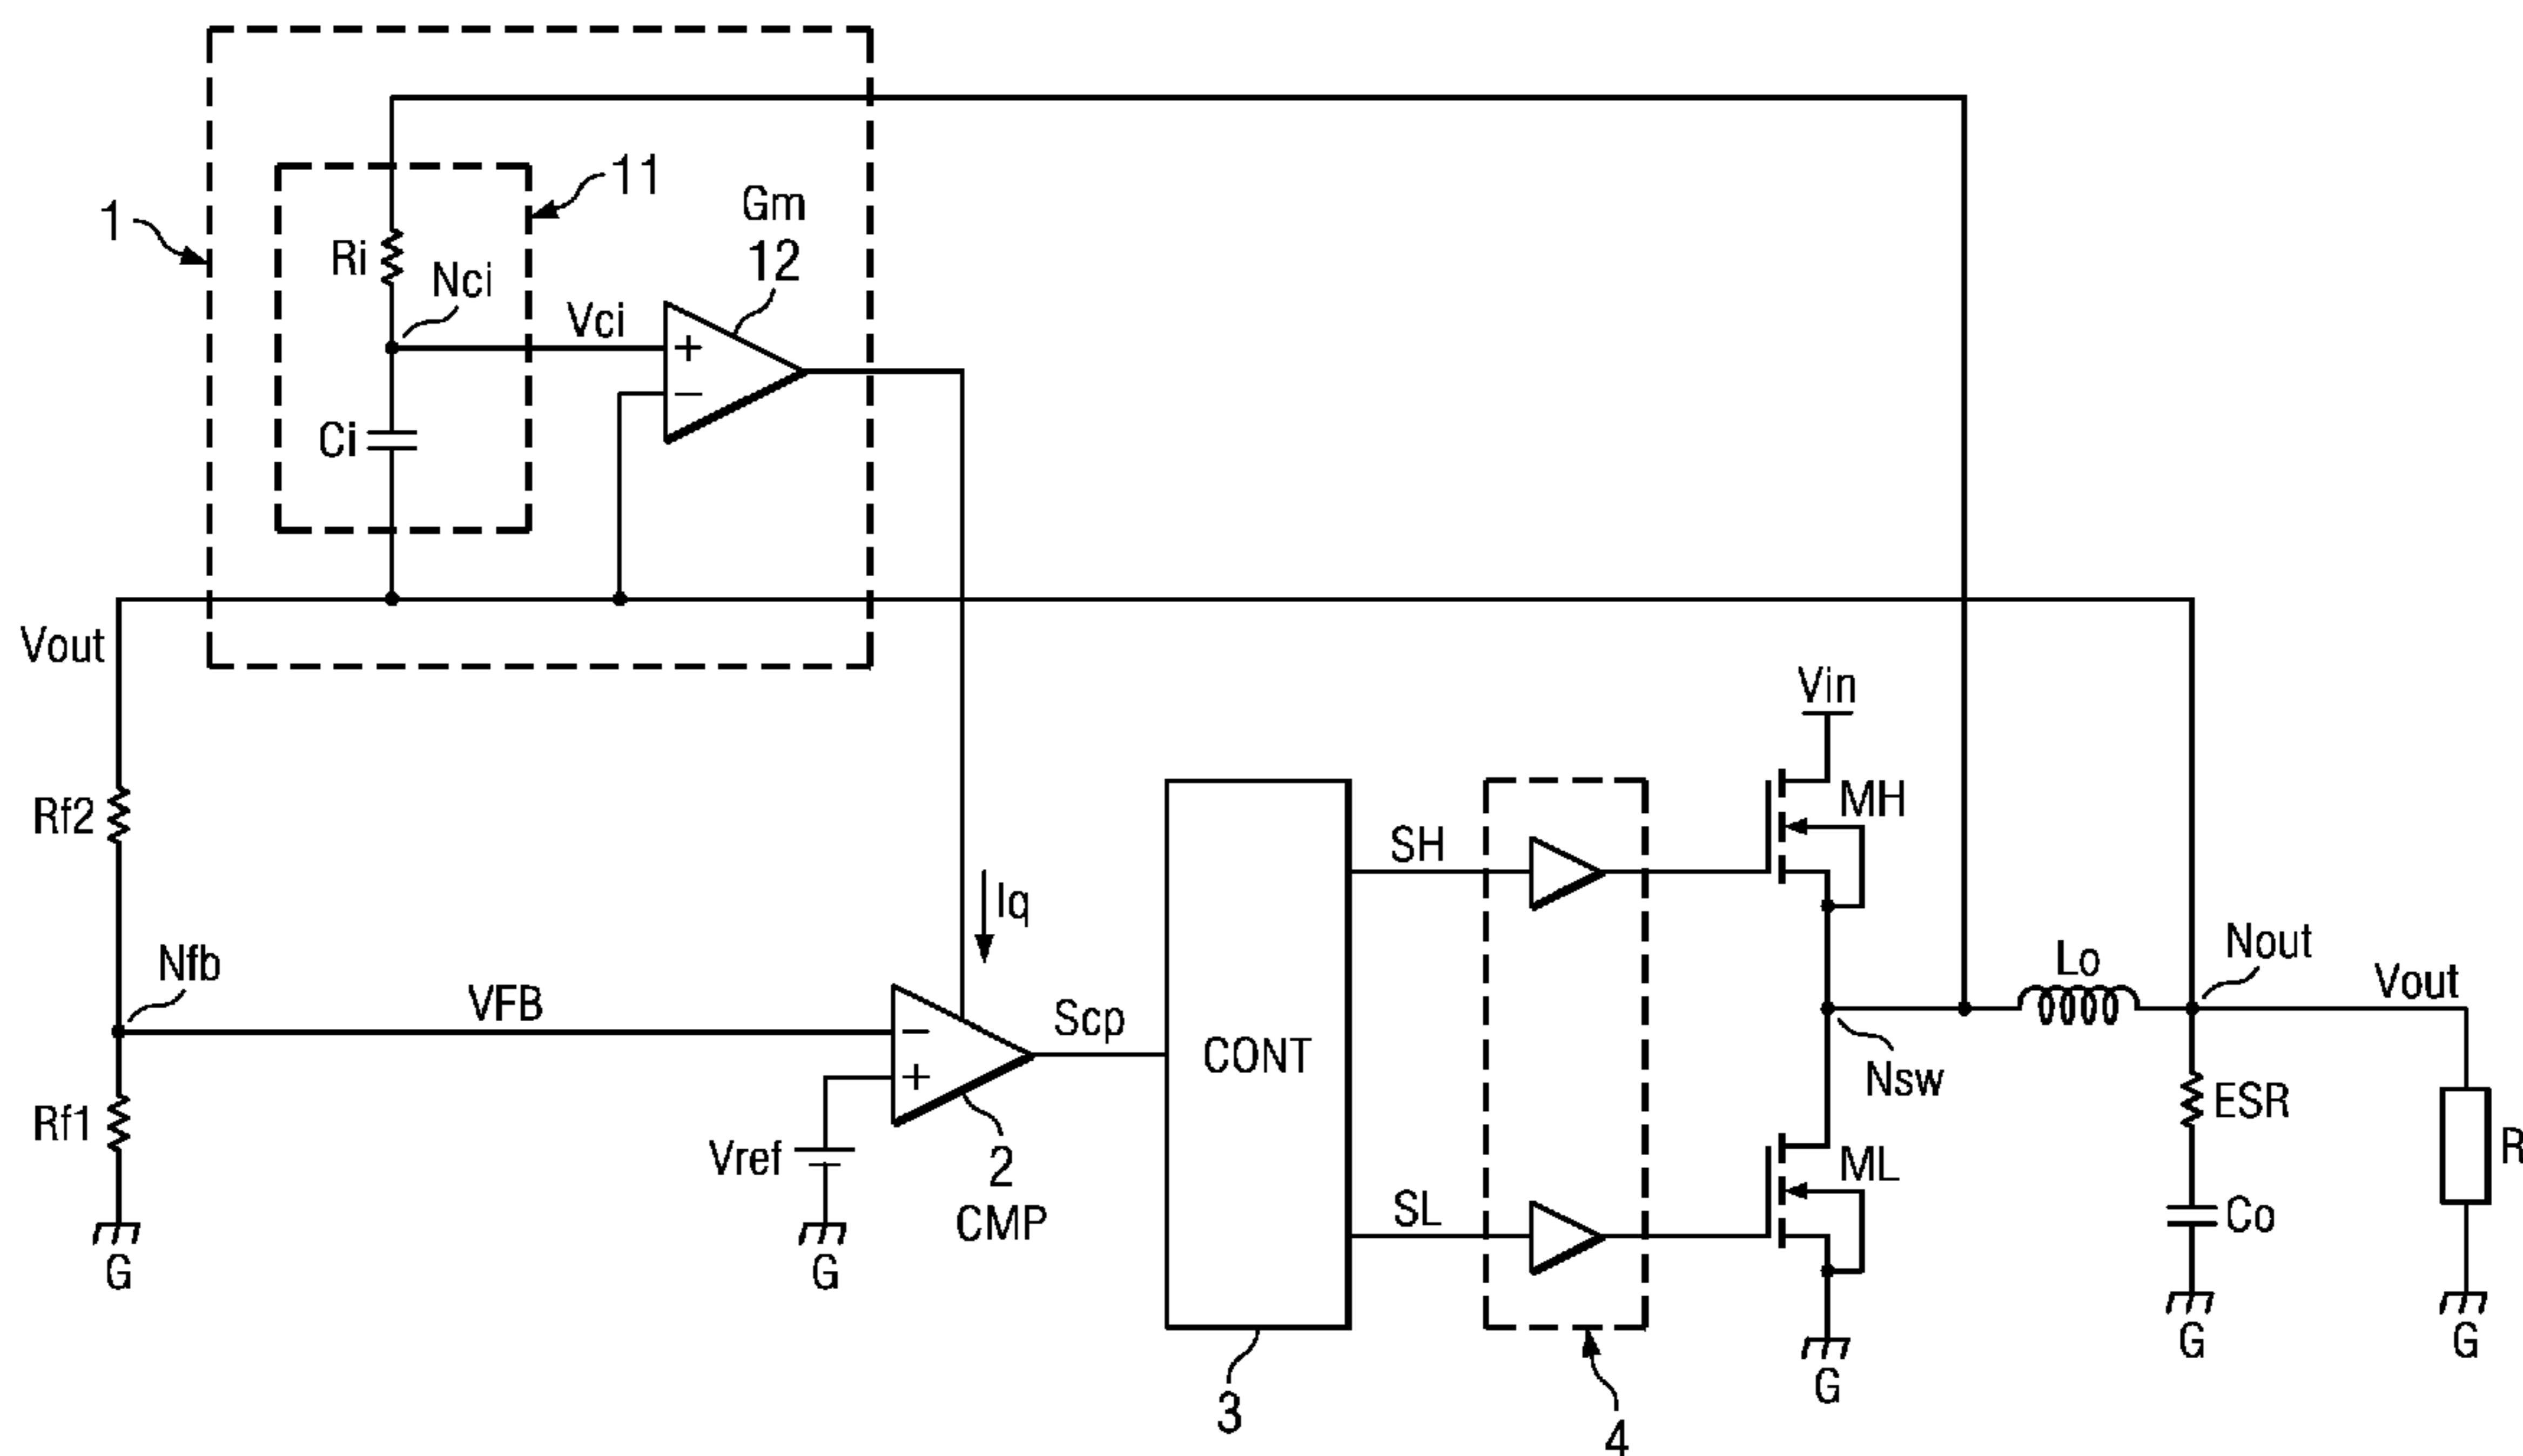 1
11
Gm
12
Ri
Nci
Vci
+
−
Ci
Vout
Rf2
Nfb
VFB
Rf1
G
Iq
−
+
Vref
G
2
CMP
Scp
CONT
3
SH
SL
4
Vin
MH
ML
G
Nsw
Lo
Nout
Vout
ESR
Co
G
R
G